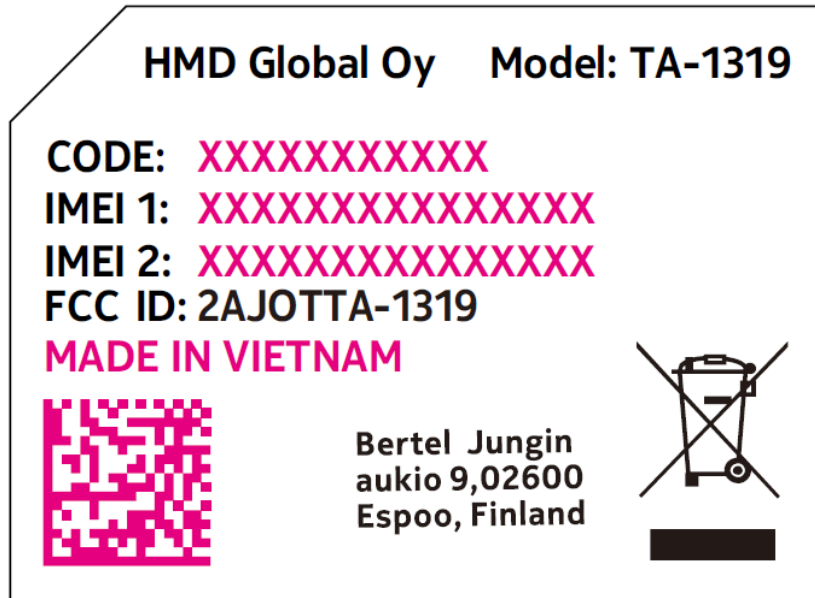 HMD Global Oy Model: TA-1319
CODE: XXXXXXXXXXX
IMEI 1: XXXXXXXXXXXXXXX
IMEI 2: XXXXXXXXXXXXXXX
FCC ID: 2AJOTTA-1319
MADE IN VIETNAM
Bertel Jungin
aukio 9,02600
Espoo, Finland